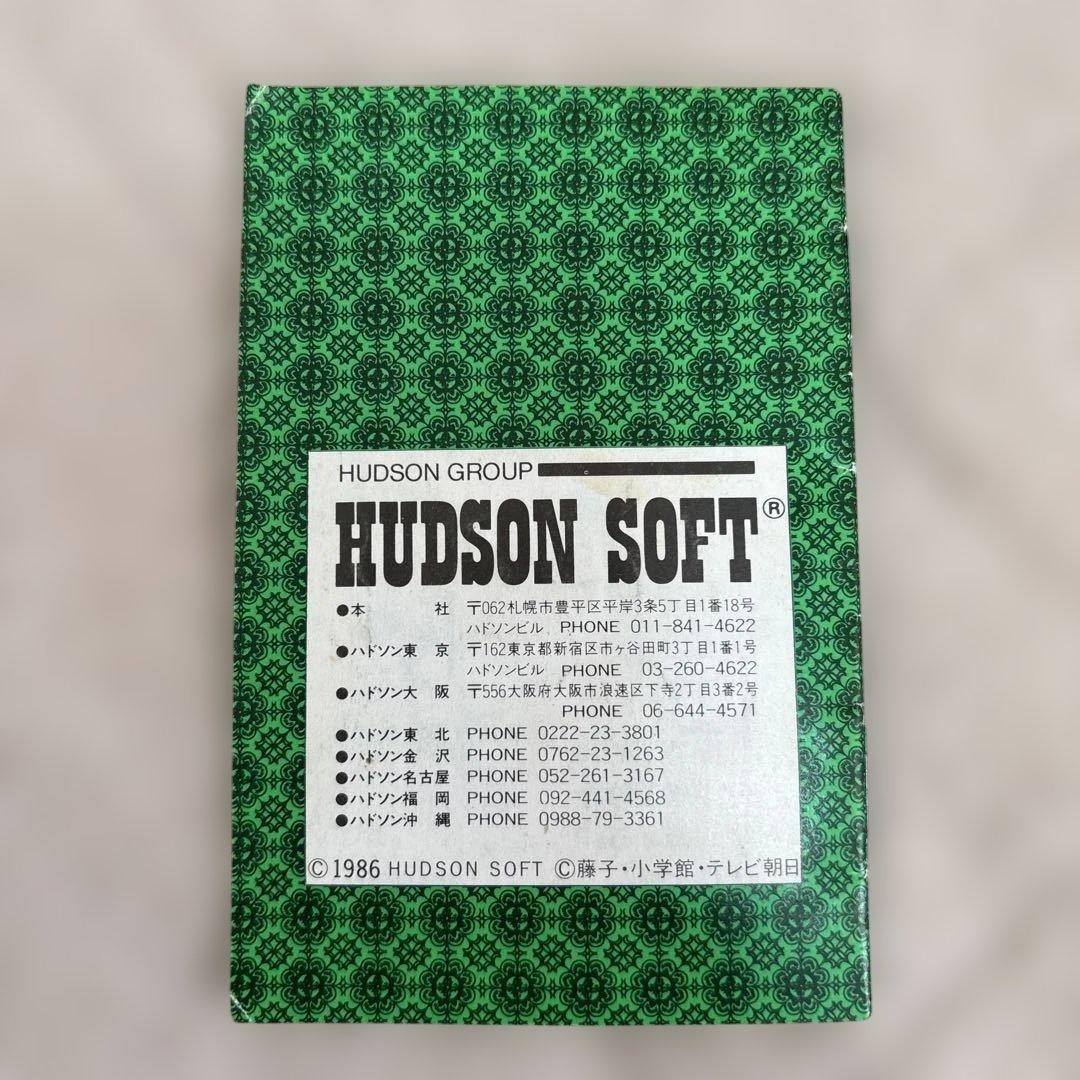 HUDSON GROUP
HUDSON SOFT®
●本社 〒062札幌市豊平区平岸3条5丁目1番18号
ハドソンビル PHONE 011-841-4622
●ハドソン東京 〒162東京都新宿区市ヶ谷田町3丁目1番1号
ハドソンビル PHONE 03-260-4622
●ハドソン大阪 〒556大阪府大阪市浪速区下寺2丁目3番2号
PHONE 06-644-4571
●ハドソン東北 PHONE 0222-23-3801
●ハドソン金沢 PHONE 0762-23-1263
●ハドソン名古屋 PHONE 052-261-3167
●ハドソン福岡 PHONE 092-441-4568
●ハドソン沖縄 PHONE 0988-79-3361
©1986 HUDSON SOFT ©藤子・小学館・テレビ朝日